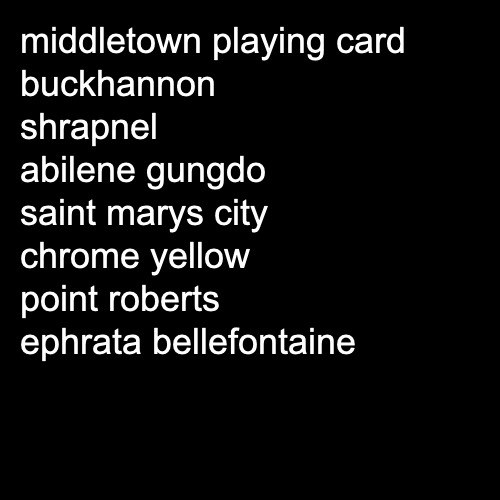 middletown playing card
buckhannon
shrapnel
abilene gungdo
saint marys city
chrome yellow
point roberts
ephrata bellefontaine